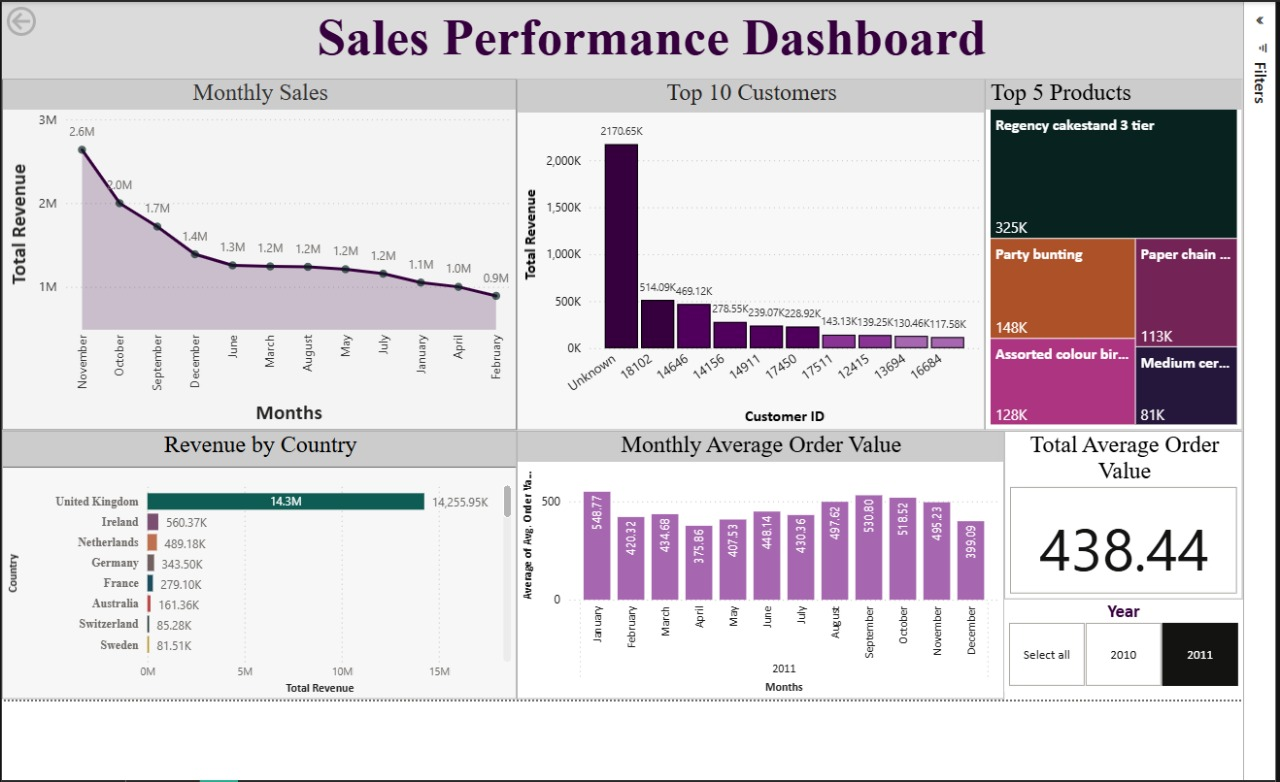 Sales Performance Dashboard
Filters
Monthly Sales
Total Revenue
3M
2M
1M
2.6M
2.0M
1.7M
1.4M
1.3M
1.2M
1.2M
1.2M
1.2M
1.1M
1.0M
0.9M
November
October
September
December
June
March
August
May
July
January
April
February
Months
Top 10 Customers
Total Revenue
2,000K
1,500K
1,000K
500K
0K
2170.65K
514.09K
469.12K
278.55K
239.07K
228.92K
143.13K
139.25K
130.46K
117.58K
Unknown
18102
14646
14156
14911
17450
17511
12415
13694
16684
Customer ID
Top 5 Products
Regency cakestand 3 tier
325K
Party bunting
148K
Paper chain ...
113K
Assorted colour bir...
128K
Medium cer...
81K
Revenue by Country
Country
United Kingdom 14.3M 14,255.95K
Ireland 560.37K
Netherlands 489.18K
Germany 343.50K
France 279.10K
Australia 161.36K
Switzerland 85.28K
Sweden 81.51K
0M 5M 10M 15M
Total Revenue
Monthly Average Order Value
Average of Avg. Order Va...
500
0
548.77
420.32
434.68
375.86
407.53
448.14
430.36
497.62
530.80
518.52
495.23
399.09
January
February
March
April
May
June
July
August
September
October
November
December
2011
Months
Total Average Order
Value
438.44
Year
Select all 2010 2011